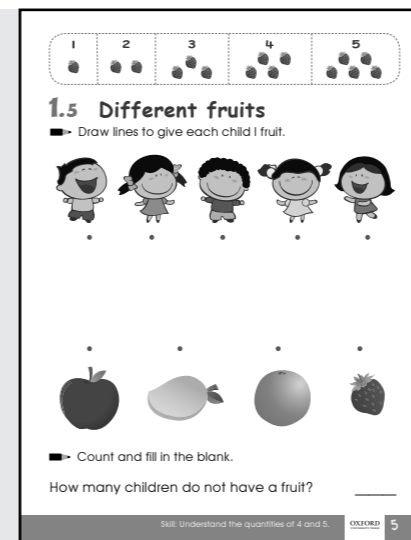 1 2 3 4 5
1.5 Different fruits
Draw lines to give each child 1 fruit.
Count and fill in the blank.
How many children do not have a fruit?
Skill: Understand the quantities of 4 and 5.
OXFORD
UNIVERSITY PRESS
5